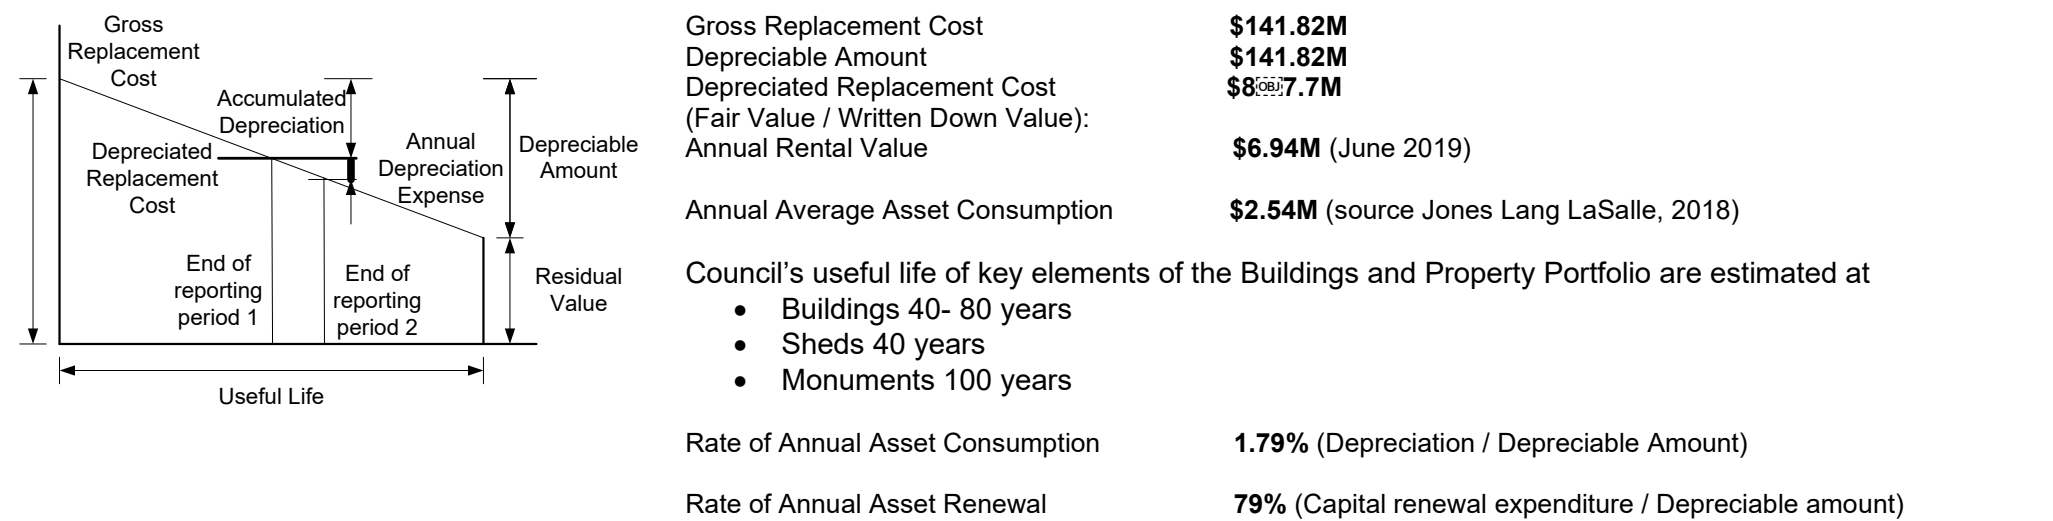 Gross
Replacement
Cost
Accumulated
Depreciation
Depreciated
Replacement
Cost
Annual
Depreciation
Expense
Depreciable
Amount
End of
reporting
period 1
End of
reporting
period 2
Residual
Value
Useful Life
Gross Replacement Cost $141.82M
Depreciable Amount $141.82M
Depreciated Replacement Cost $8￼7.7M
(Fair Value / Written Down Value):
Annual Rental Value $6.94M (June 2019)
Annual Average Asset Consumption $2.54M (source Jones Lang LaSalle, 2018)
Council’s useful life of key elements of the Buildings and Property Portfolio are estimated at
• Buildings 40- 80 years
• Sheds 40 years
• Monuments 100 years
Rate of Annual Asset Consumption 1.79% (Depreciation / Depreciable Amount)
Rate of Annual Asset Renewal 79% (Capital renewal expenditure / Depreciable amount)